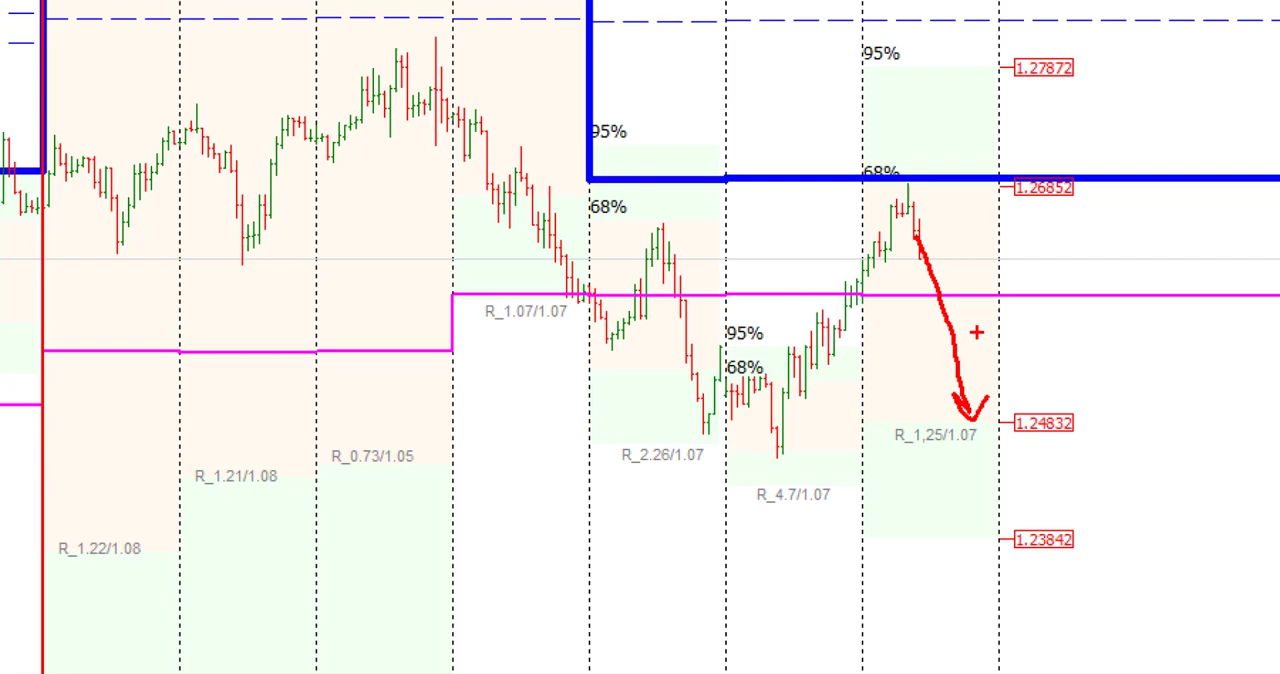 95%
1.27872
95%
68%
1.26852
68%
R_1.07/1.07
95%
68%
1.24832
R_1,25/1.07
R_2.26/1.07
R_0.73/1.05
R_1.21/1.08
R_4.7/1.07
1.23842
R_1.22/1.08